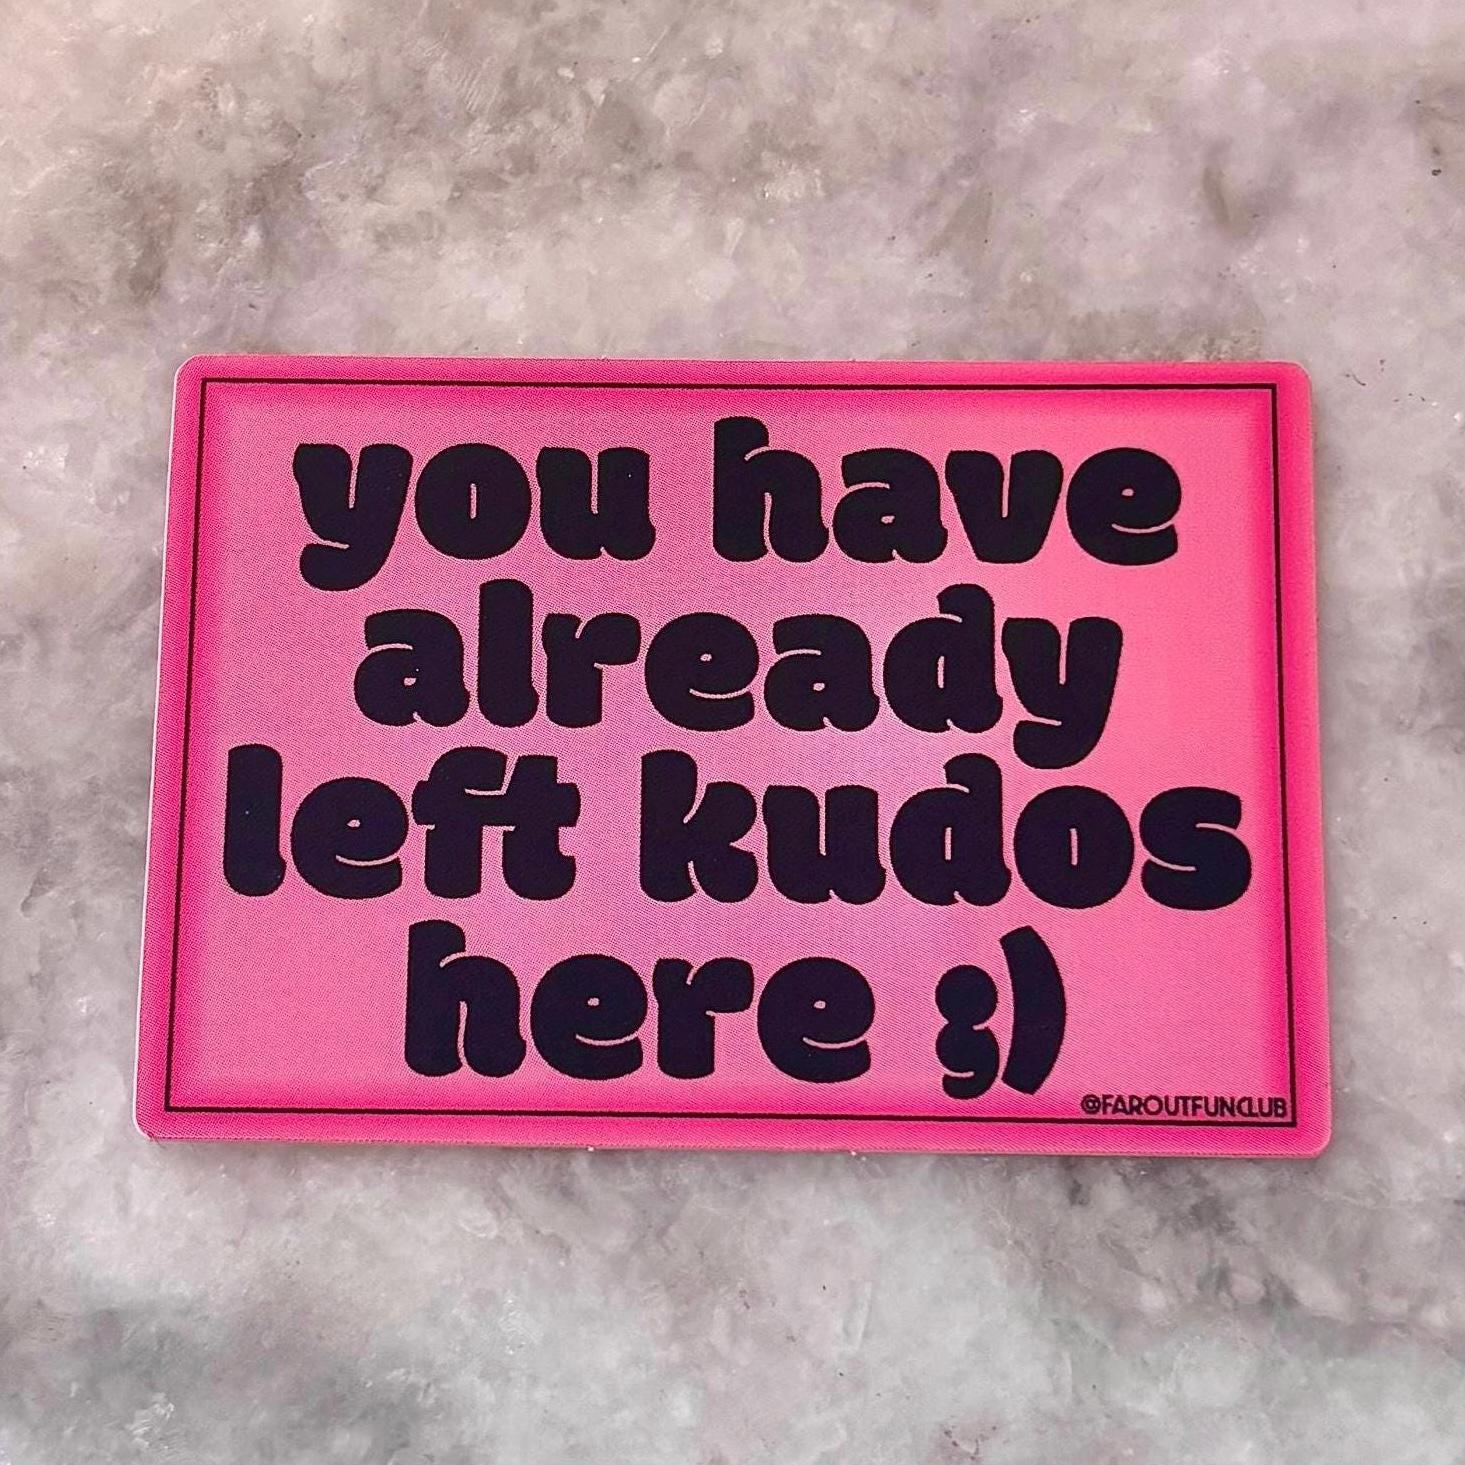 you have
already
left kudos
here ;)
@FAROUTFUNCLUB